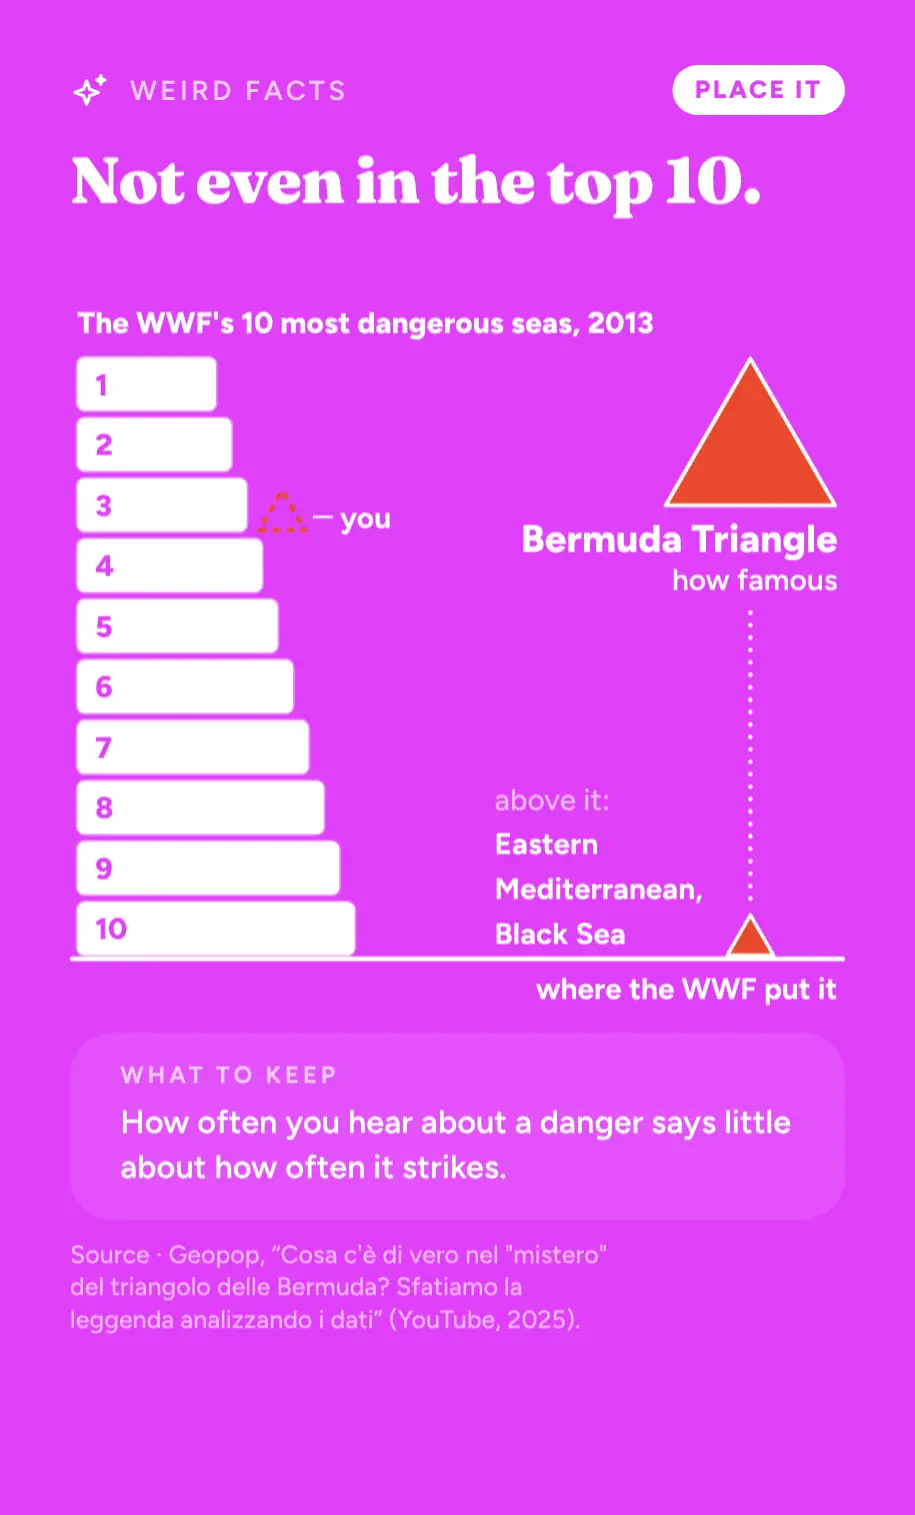 WEIRD FACTS
PLACE IT
Not even in the top 10.
The WWF's 10 most dangerous seas, 2013
1
2
3
– you
4
5
6
7
8
9
10
Bermuda Triangle
how famous
above it:
Eastern
Mediterranean,
Black Sea
where the WWF put it
WHAT TO KEEP
How often you hear about a danger says little
about how often it strikes.
Source · Geopop, “Cosa c'è di vero nel "mistero"
del triangolo delle Bermuda? Sfatiamo la
leggenda analizzando i dati” (YouTube, 2025).